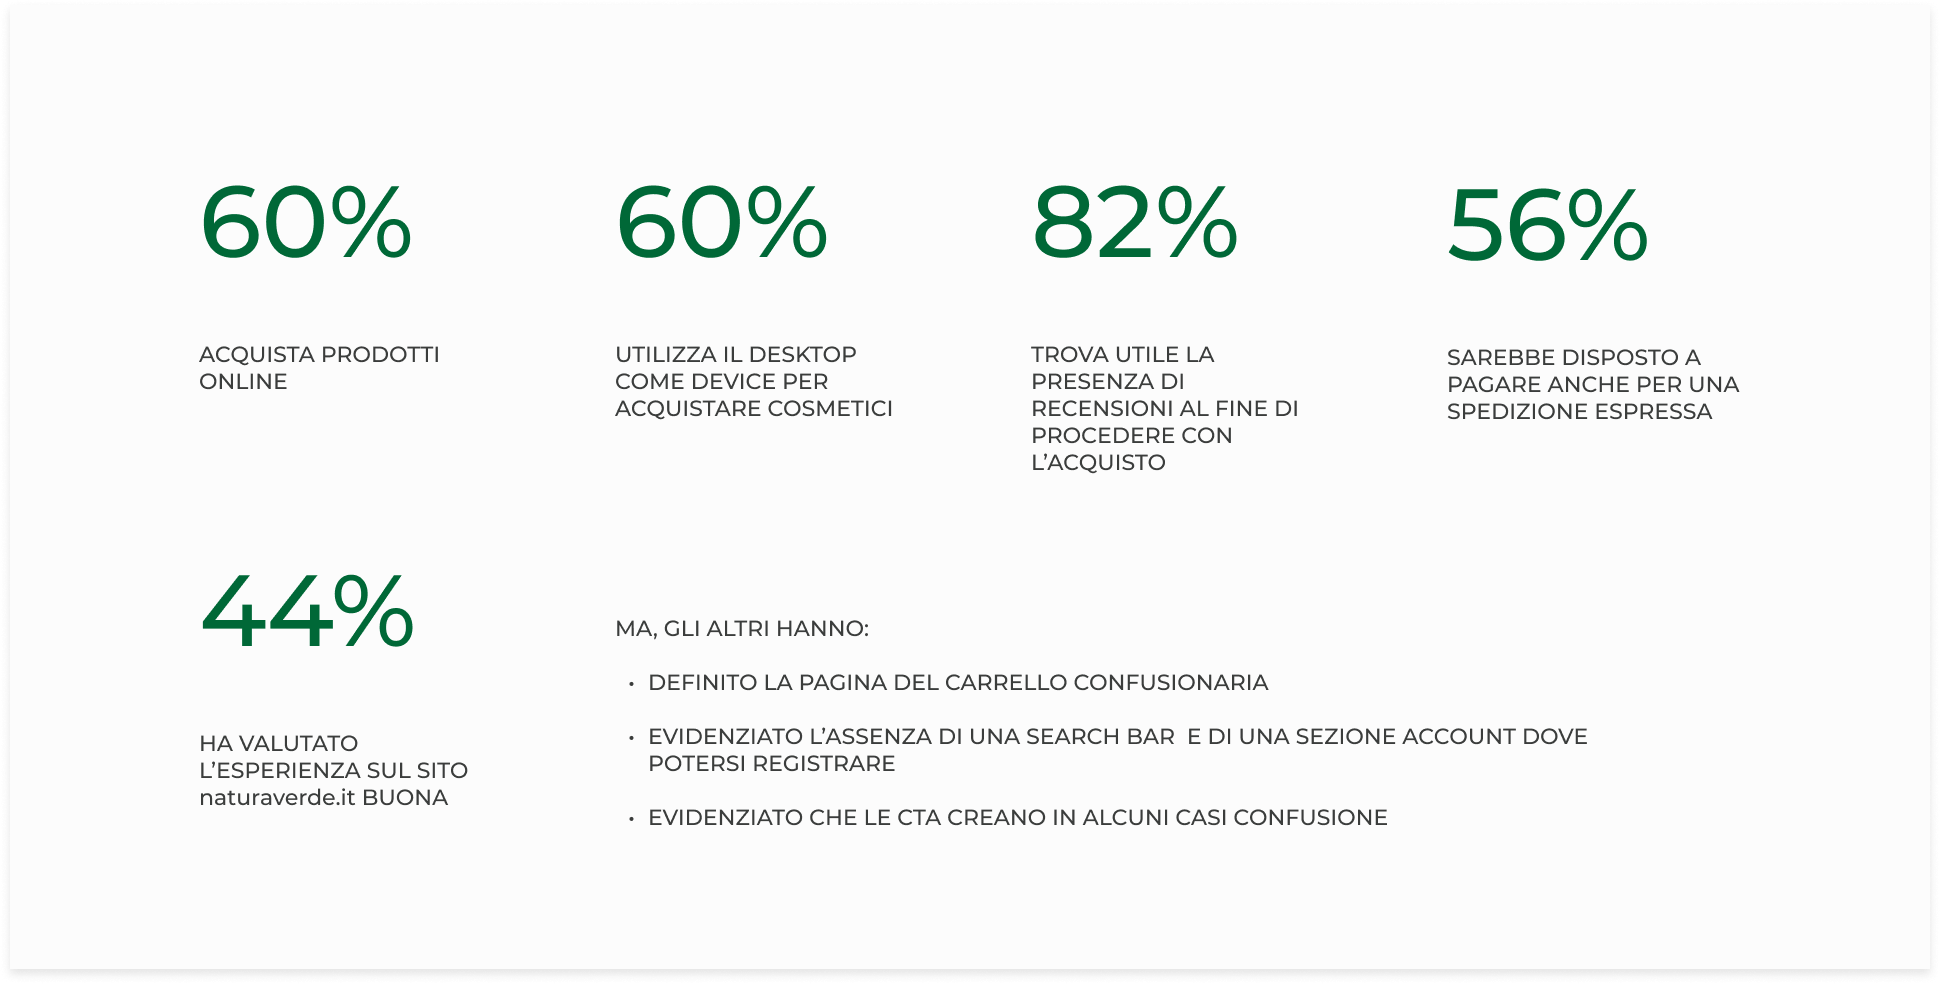 60%
ACQUISTA PRODOTTI
ONLINE
60%
UTILIZZA IL DESKTOP
COME DEVICE PER
ACQUISTARE COSMETICI
82%
TROVA UTILE LA
PRESENZA DI
RECENSIONI AL FINE DI
PROCEDERE CON
L’ACQUISTO
56%
SAREBBE DISPOSTO A
PAGARE ANCHE PER UNA
SPEDIZIONE ESPRESSA
44%
HA VALUTATO
L’ESPERIENZA SUL SITO
naturaverde.it BUONA
MA, GLI ALTRI HANNO:
• DEFINITO LA PAGINA DEL CARRELLO CONFUSIONARIA
• EVIDENZIATO L’ASSENZA DI UNA SEARCH BAR  E DI UNA SEZIONE ACCOUNT DOVE
POTERSI REGISTRARE
• EVIDENZIATO CHE LE CTA CREANO IN ALCUNI CASI CONFUSIONE